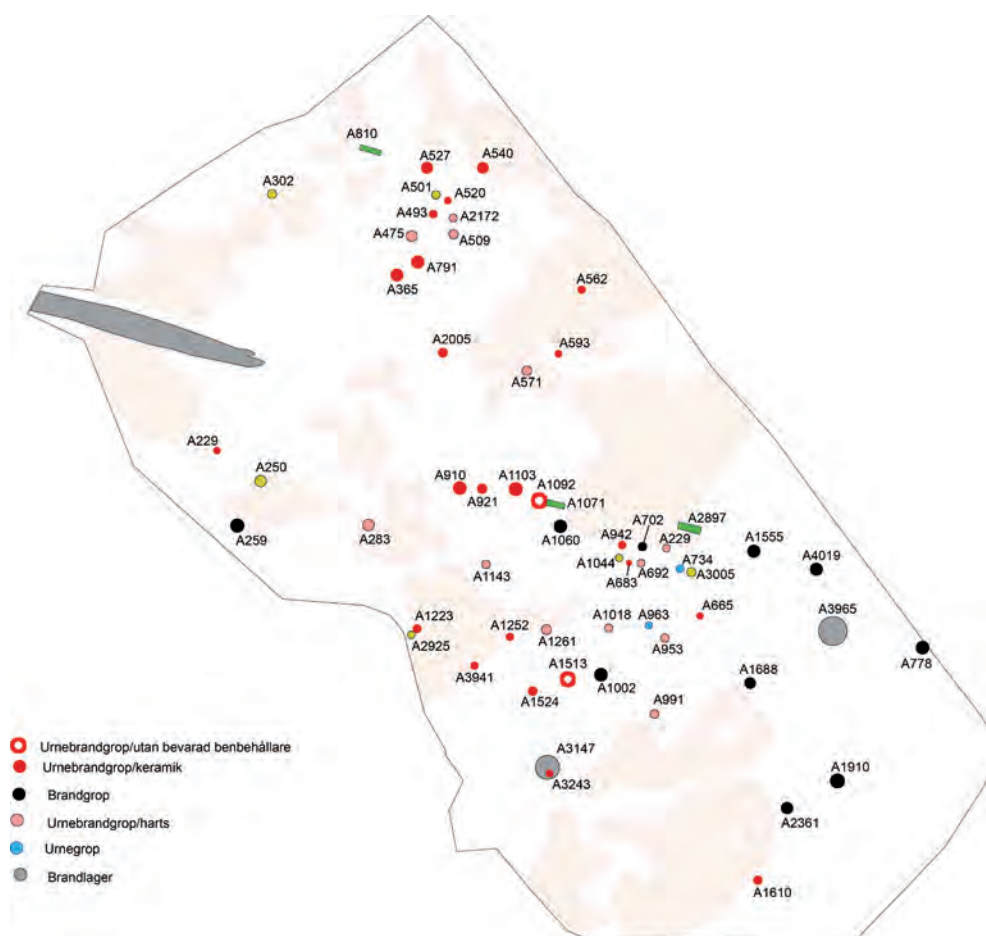 A810
A527
A540
A302
A501
A520
A493
A2172
A475
A509
A791
A365
A562
A2005
A593
A571
A229
A250
A910
A1103
A1092
A921
A1071
A259
A283
A1060
A942
A702
A229
A2897
A1555
A1044
A683
A692
A734
A3005
A4019
A1143
A1223
A2925
A1252
A1261
A1018
A963
A953
A665
A3965
A778
A3941
A1513
A1524
A1002
A991
A1688
A3147
A3243
A1910
A2361
A1610
Urnebrandgrop/utan bevarad benbehållare
Urnebrandgrop/keramik
Brandgrop
Urnebrandgrop/harts
Urnegrop
Brandlager